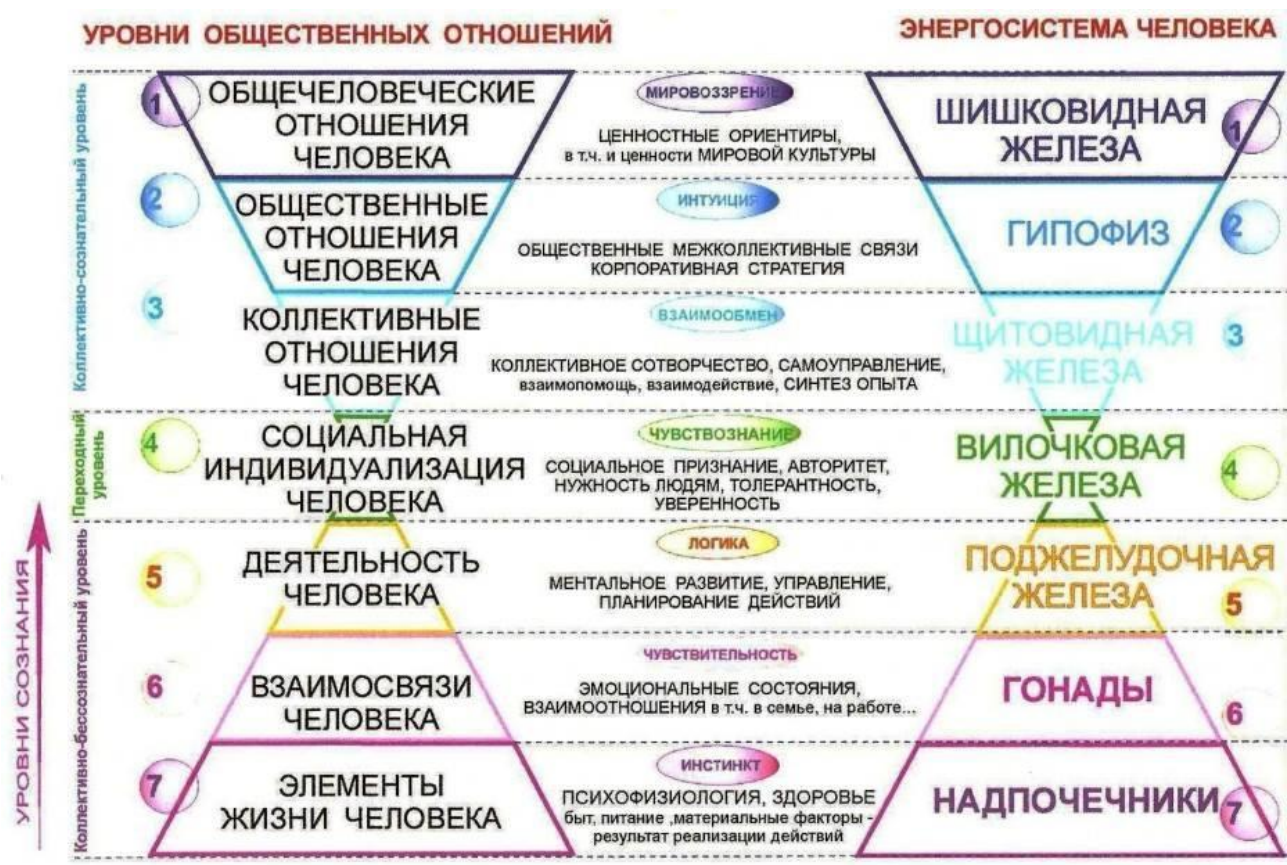 УРОВНИ ОБЩЕСТВЕННЫХ ОТНОШЕНИЙ
ЭНЕРГОСИСТЕМА ЧЕЛОВЕКА
УРОВНИ СОЗНАНИЯ
Коллективно-сознательный уровень
Переходный
уровень
Коллективно-бессознательный уровень
1
ОБЩЕЧЕЛОВЕЧЕСКИЕ
ОТНОШЕНИЯ
ЧЕЛОВЕКА
МИРОВОЗЗРЕНИЕ
ЦЕННОСТНЫЕ ОРИЕНТИРЫ,
в т.ч. и ценности МИРОВОЙ КУЛЬТУРЫ
ШИШКОВИДНАЯ
ЖЕЛЕЗА
1
2
ОБЩЕСТВЕННЫЕ
ОТНОШЕНИЯ
ЧЕЛОВЕКА
ИНТУИЦИЯ
ОБЩЕСТВЕННЫЕ МЕЖКОЛЛЕКТИВНЫЕ СВЯЗИ
КОРПОРАТИВНАЯ СТРАТЕГИЯ
ГИПОФИЗ
2
3
КОЛЛЕКТИВНЫЕ
ОТНОШЕНИЯ
ЧЕЛОВЕКА
ВЗАИМООБМЕН
КОЛЛЕКТИВНОЕ СОТВОРЧЕСТВО, САМОУПРАВЛЕНИЕ,
взаимопомощь, взаимодействие, СИНТЕЗ ОПЫТА
ЩИТОВИДНАЯ
ЖЕЛЕЗА
3
4
СОЦИАЛЬНАЯ
ИНДИВИДУАЛИЗАЦИЯ
ЧЕЛОВЕКА
ЧУВСТВОЗНАНИЕ
СОЦИАЛЬНОЕ ПРИЗНАНИЕ, АВТОРИТЕТ,
НУЖНОСТЬ ЛЮДЯМ, ТОЛЕРАНТНОСТЬ,
УВЕРЕННОСТЬ
ВИЛОЧКОВАЯ
ЖЕЛЕЗА
4
5
ДЕЯТЕЛЬНОСТЬ
ЧЕЛОВЕКА
ЛОГИКА
МЕНТАЛЬНОЕ РАЗВИТИЕ, УПРАВЛЕНИЕ,
ПЛАНИРОВАНИЕ ДЕЙСТВИЙ
ПОДЖЕЛУДОЧНАЯ
ЖЕЛЕЗА
5
6
ВЗАИМОСВЯЗИ
ЧЕЛОВЕКА
ЧУВСТВИТЕЛЬНОСТЬ
ЭМОЦИОНАЛЬНЫЕ СОСТОЯНИЯ,
ВЗАИМООТНОШЕНИЯ в т.ч. в семье, на работе...
ГОНАДЫ
6
7
ЭЛЕМЕНТЫ
ЖИЗНИ ЧЕЛОВЕКА
ИНСТИНКТ
ПСИХОФИЗИОЛОГИЯ, ЗДОРОВЬЕ
быт, питание ,материальные факторы -
результат реализации действий
НАДПОЧЕЧНИКИ
7